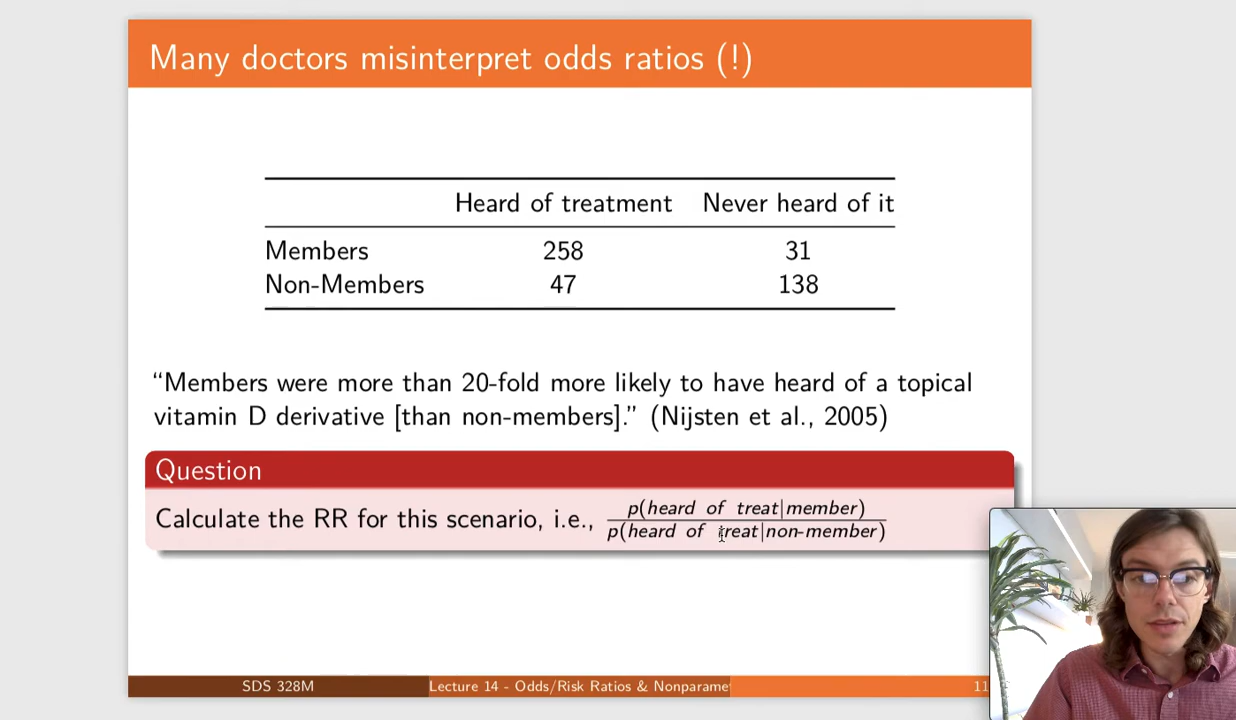 Many doctors misinterpret odds ratios (!)
Heard of treatment Never heard of it
Members 258 31
Non-Members 47 138
“Members were more than 20-fold more likely to have heard of a topical
vitamin D derivative [than non-members].” (Nijsten et al., 2005)
Question
Calculate the RR for this scenario, i.e., p(heard of treat|member)
p(heard of treat|non-member)
SDS 328M Lecture 14 - Odds/Risk Ratios & Nonparame 11